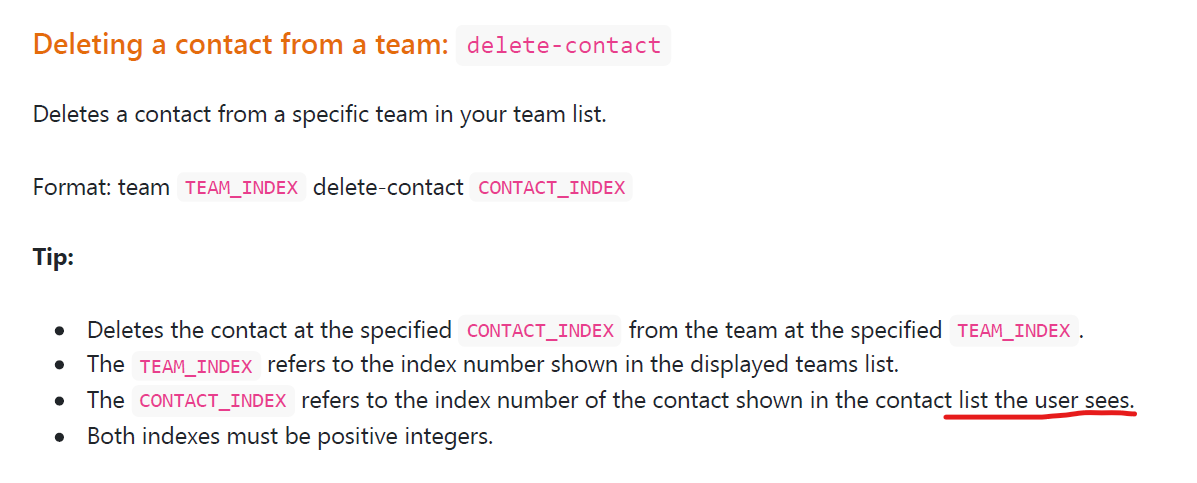 Deleting a contact from a team: delete-contact
Deletes a contact from a specific team in your team list.
Format: team TEAM_INDEX delete-contact CONTACT_INDEX
Tip:
• Deletes the contact at the specified CONTACT_INDEX from the team at the specified TEAM_INDEX.
• The TEAM_INDEX refers to the index number shown in the displayed teams list.
• The CONTACT_INDEX refers to the index number of the contact shown in the contact list the user sees.
• Both indexes must be positive integers.